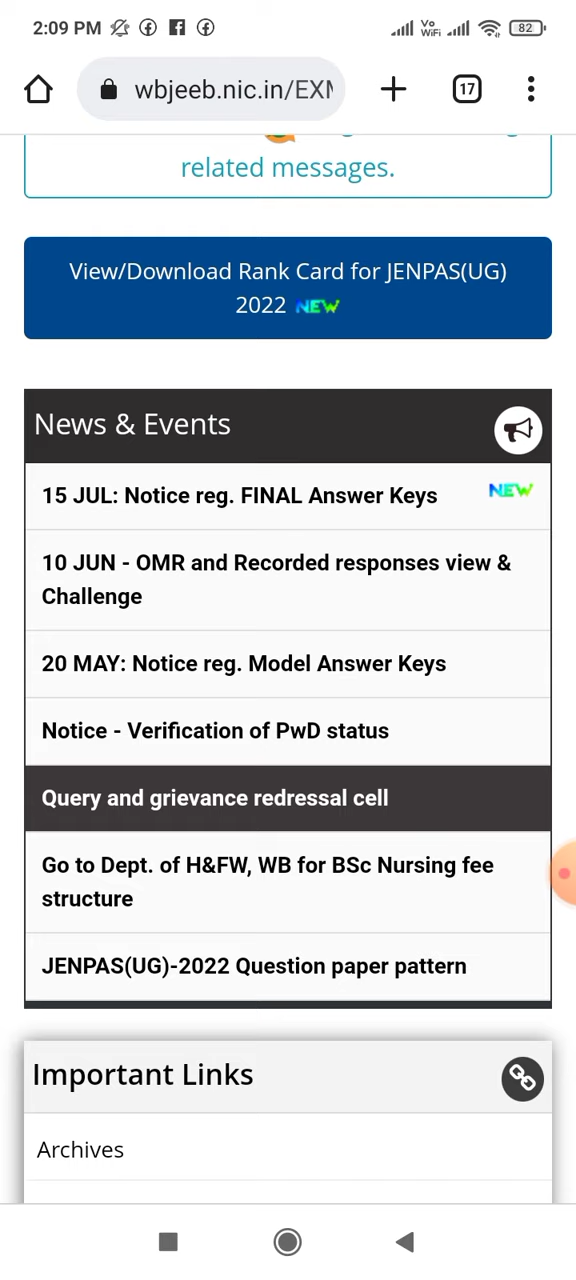 2:09 PM
Vo
WiFi
82
wbjeeb.nic.in/EXM
17
related messages.
View/Download Rank Card for JENPAS(UG)
2022 NEW
News & Events
15 JUL: Notice reg. FINAL Answer Keys NEW
10 JUN - OMR and Recorded responses view &
Challenge
20 MAY: Notice reg. Model Answer Keys
Notice - Verification of PwD status
Query and grievance redressal cell
Go to Dept. of H&FW, WB for BSc Nursing fee
structure
JENPAS(UG)-2022 Question paper pattern
Important Links
Archives